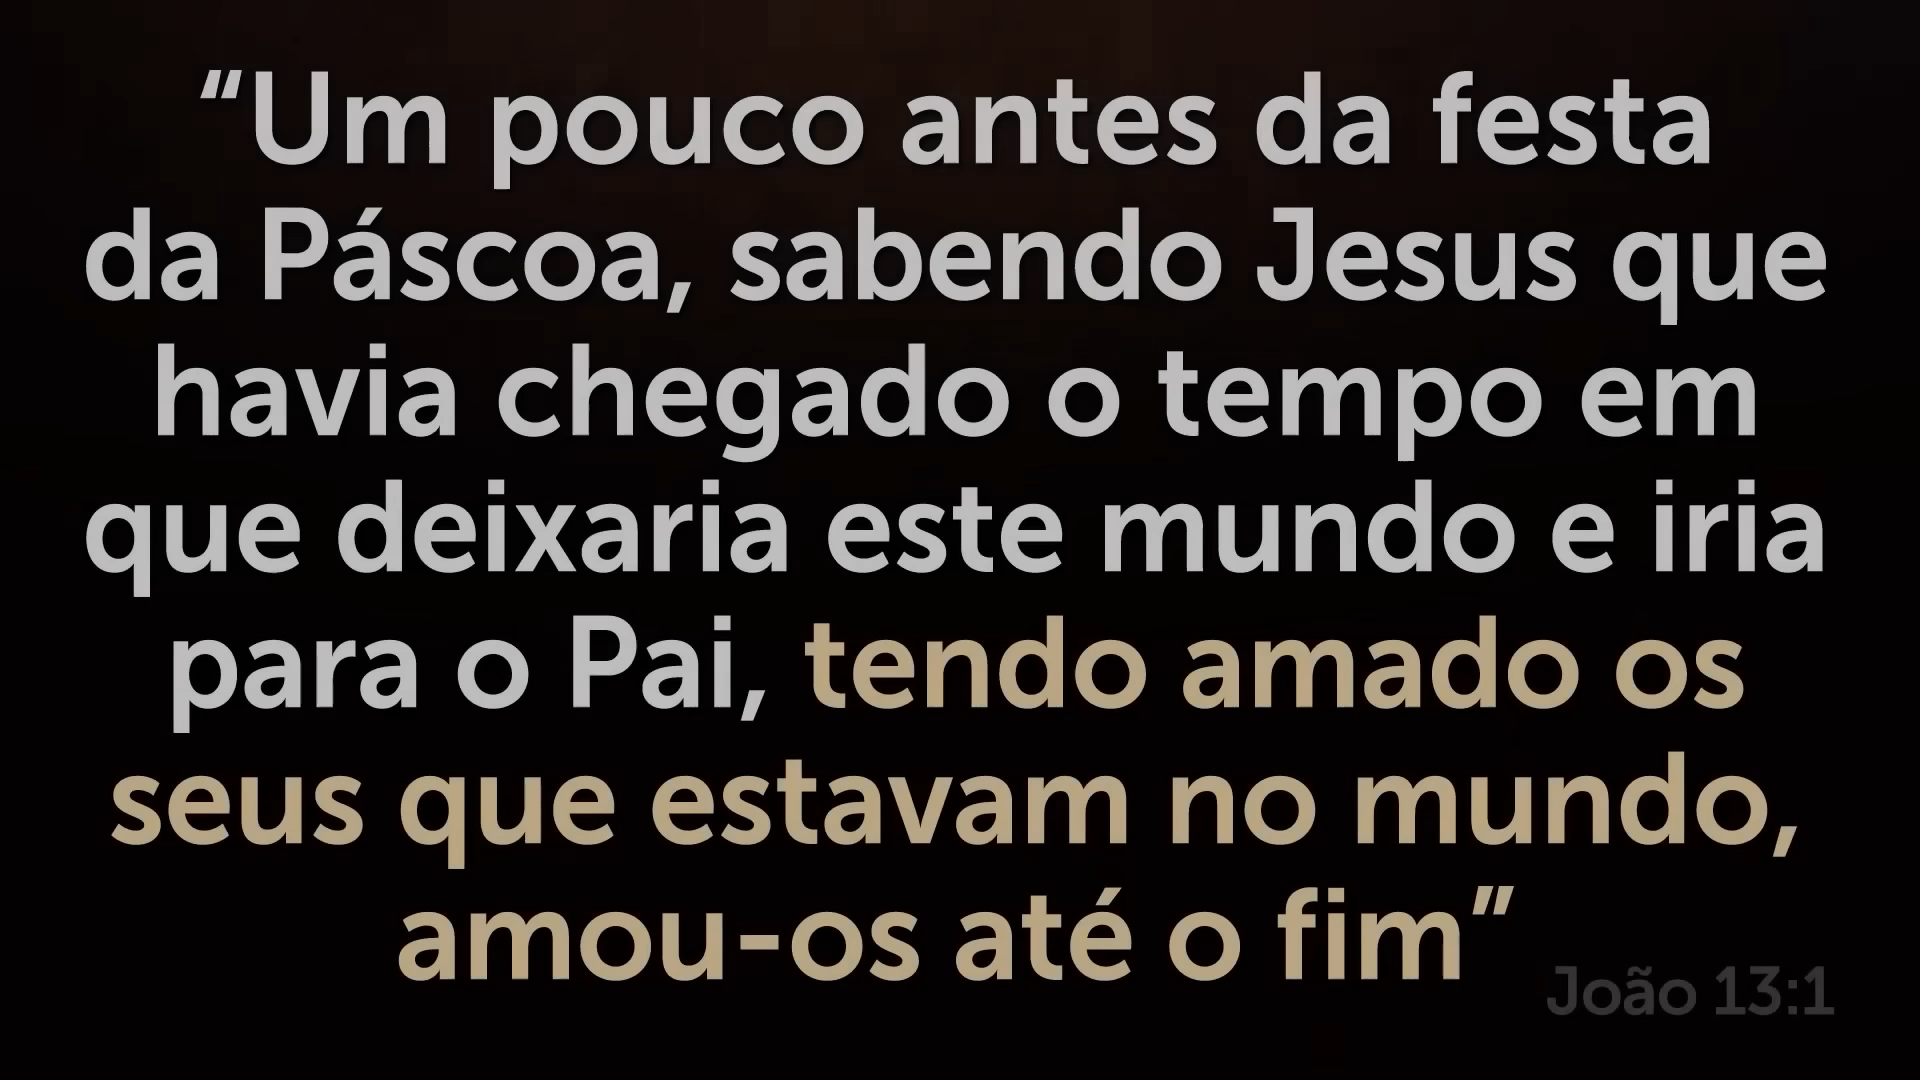 “Um pouco antes da festa
da Páscoa, sabendo Jesus que
havia chegado o tempo em
que deixaria este mundo e iria
para o Pai, tendo amado os
seus que estavam no mundo,
amou-os até o fim”
João 13:1